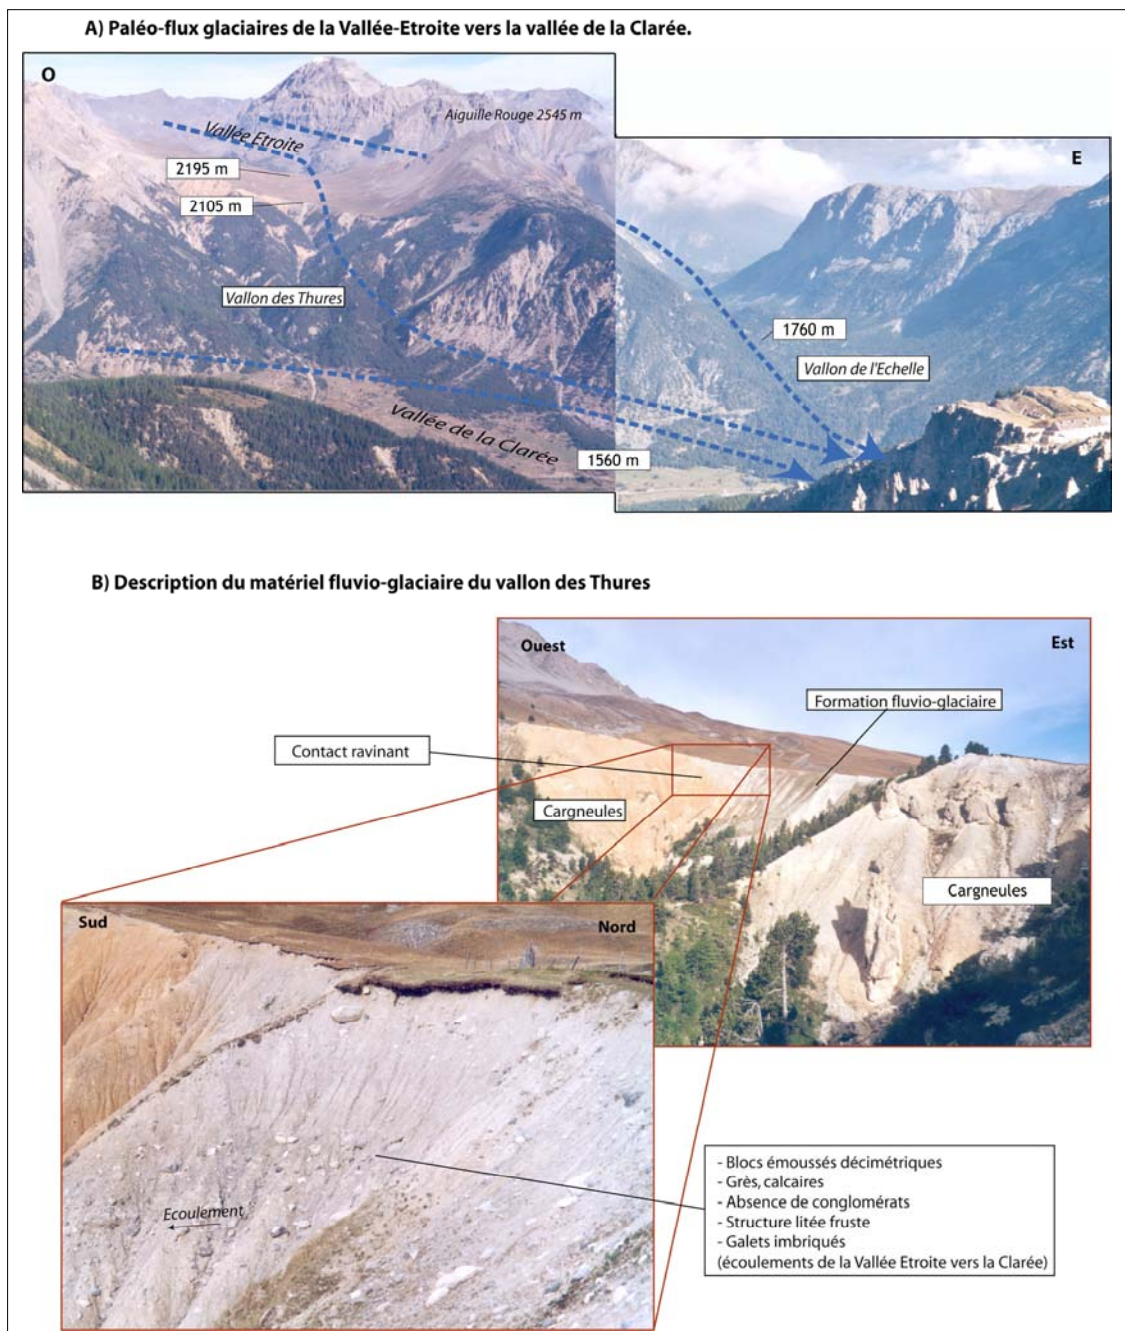 A) Paléo-flux glaciaires de la Vallée-Etroite vers la vallée de la Clarée.
O
Aiguille Rouge 2545 m
Vallée Etroite
E
2195 m
2105 m
Vallon des Thures
1760 m
Vallon de l'Echelle
Vallée de la Clarée
1560 m
B) Description du matériel fluvio-glaciaire du vallon des Thures
Ouest
Est
Formation fluvio-glaciaire
Contact ravinant
Cargneules
Cargneules
Sud
Nord
Ecoulement
- Blocs émoussés décimétriques
- Grès, calcaires
- Absence de conglomérats
- Structure litée fruste
- Galets imbriqués
(écoulements de la Vallée Etroite vers la Clarée)